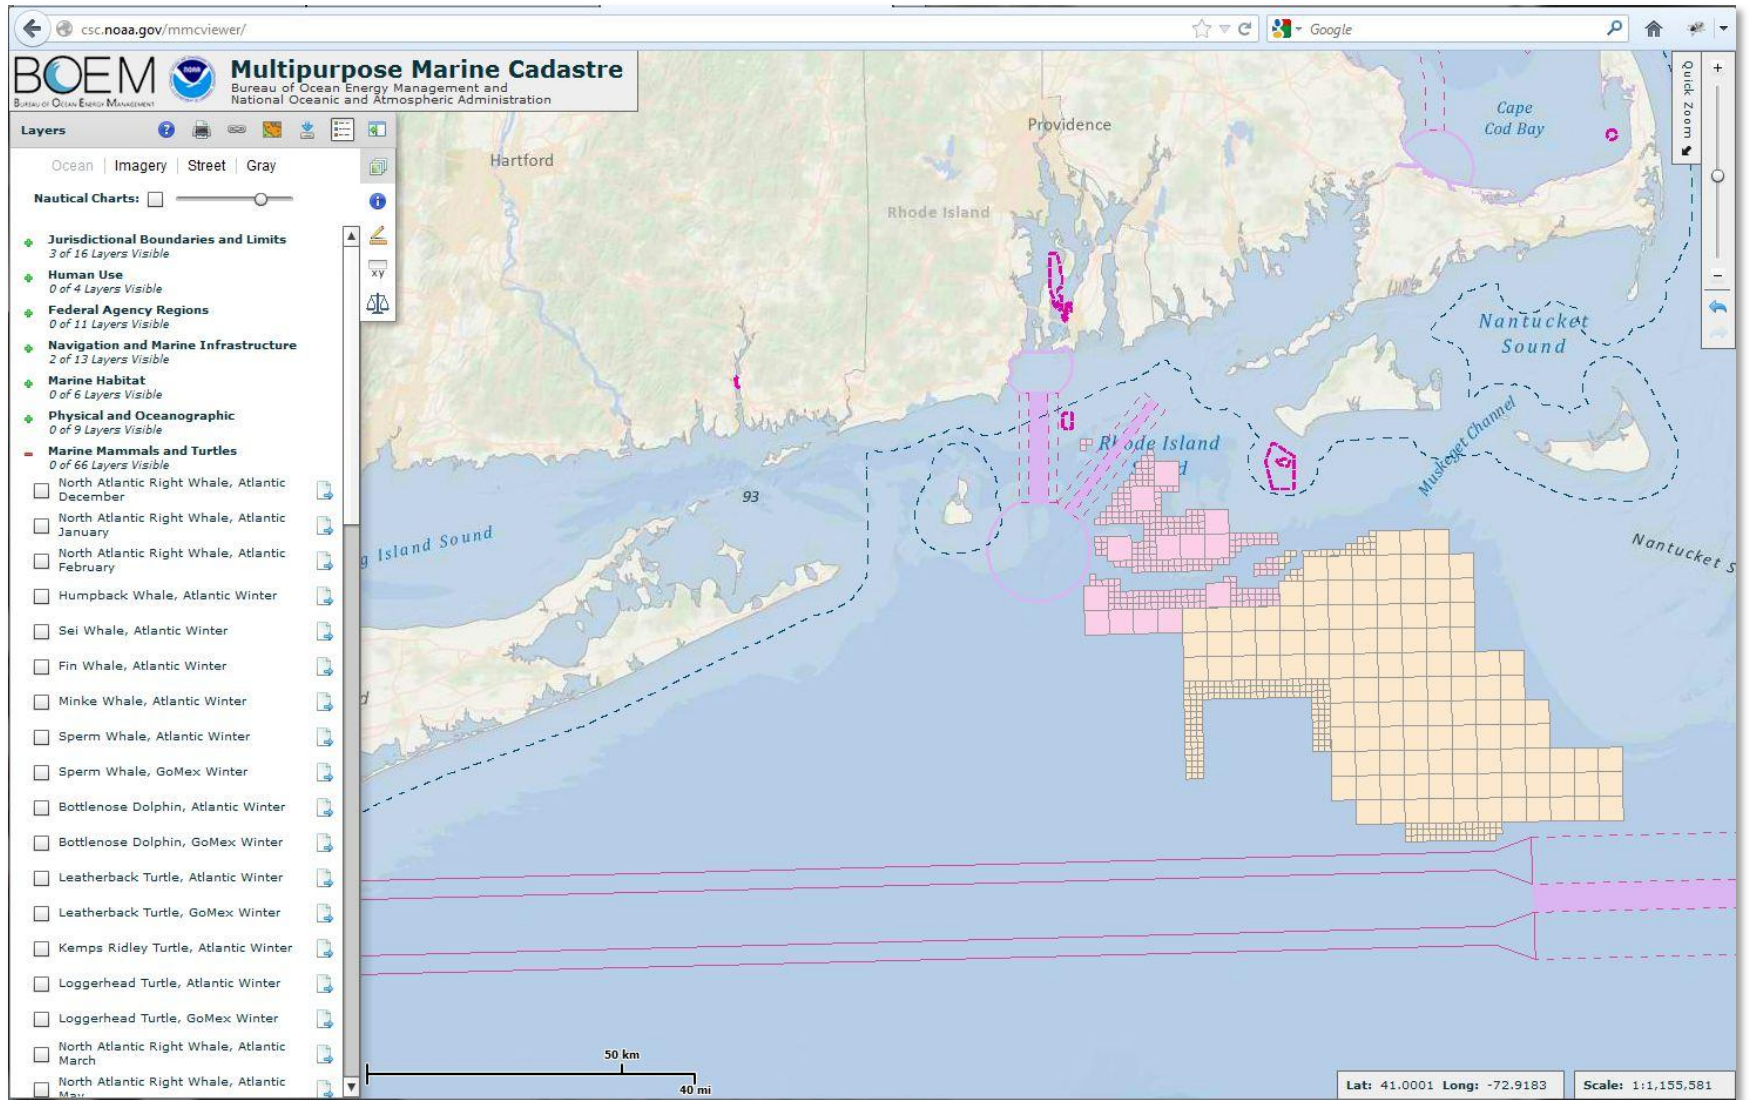 csc.noaa.gov/mmcviewer/
Google
BOEM
BUREAU OF OCEAN ENERGY MANAGEMENT
NOAA
Multipurpose Marine Cadastre
Bureau of Ocean Energy Management and
National Oceanic and Atmospheric Administration
Layers
Ocean | Imagery | Street | Gray
Nautical Charts:
Jurisdictional Boundaries and Limits
3 of 16 Layers Visible
Human Use
0 of 4 Layers Visible
Federal Agency Regions
0 of 11 Layers Visible
Navigation and Marine Infrastructure
2 of 13 Layers Visible
Marine Habitat
0 of 6 Layers Visible
Physical and Oceanographic
0 of 9 Layers Visible
Marine Mammals and Turtles
0 of 66 Layers Visible
North Atlantic Right Whale, Atlantic
December
North Atlantic Right Whale, Atlantic
January
North Atlantic Right Whale, Atlantic
February
Humpback Whale, Atlantic Winter
Sei Whale, Atlantic Winter
Fin Whale, Atlantic Winter
Minke Whale, Atlantic Winter
Sperm Whale, Atlantic Winter
Sperm Whale, GoMex Winter
Bottlenose Dolphin, Atlantic Winter
Bottlenose Dolphin, GoMex Winter
Leatherback Turtle, Atlantic Winter
Leatherback Turtle, GoMex Winter
Kemps Ridley Turtle, Atlantic Winter
Loggerhead Turtle, Atlantic Winter
Loggerhead Turtle, GoMex Winter
North Atlantic Right Whale, Atlantic
March
North Atlantic Right Whale, Atlantic
May
xy
Hartford
Providence
Rhode Island
Cape
Cod Bay
Quick Zoom
Nantucket
Sound
Rhode Island
Muskeget Channel
Nantucket S
93
g Island Sound
d
50 km
40 mi
Lat: 41.0001 Long: -72.9183
Scale: 1:1,155,581